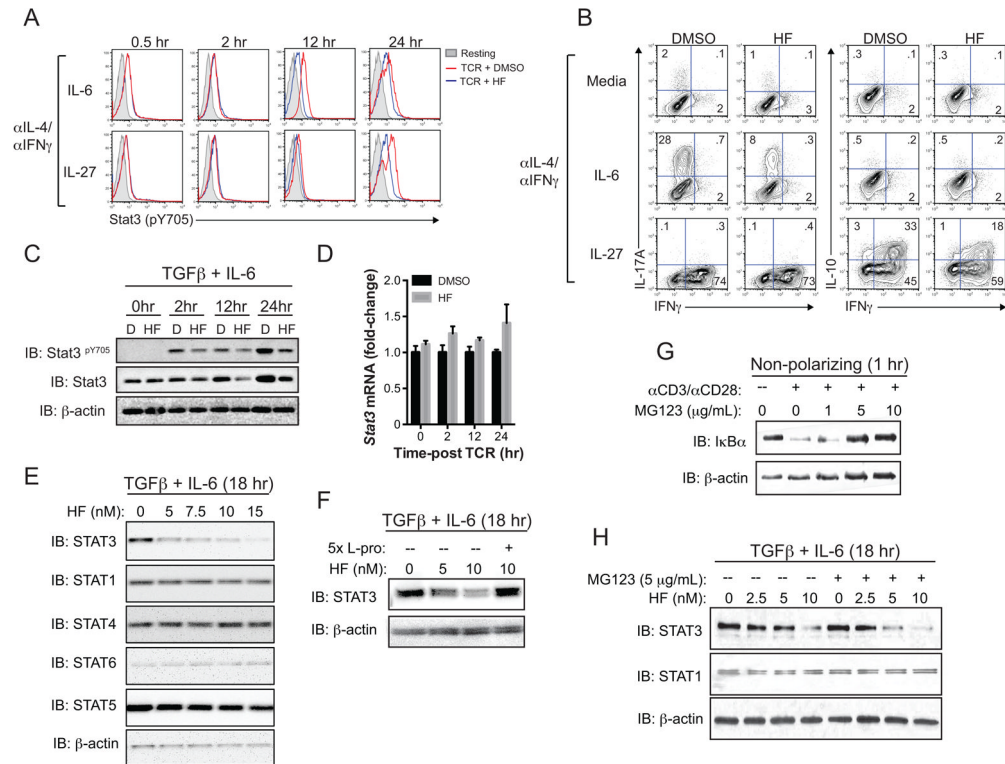 A
0.5 hr 2 hr 12 hr 24 hr
Resting
TCR + DMSO
TCR + HF
IL-6
αIL-4/
αIFNγ
IL-27
Stat3 (pY705)
B
DMSO HF DMSO HF
Media
2 .1 1 .1 .3 .1 .3 .1
2 3 2 2
αIL-4/
αIFNγ
IL-6
28 .7 8 .3 .5 .2 .5 .2
2 2 2 2
IL-27
.1 .3 .1 .4 3 33 1 18
74 73 45 59
IL-17A
IL-10
IFNγ IFNγ
C
TGFβ + IL-6
0hr 2hr 12hr 24hr
D HF D HF D HF D HF
IB: Stat3 pY705
IB: Stat3
IB: β-actin
D
DMSO
HF
Stat3 mRNA (fold-change)
2.0
1.5
1.0
0.5
0.0
0 2 12 24
Time-post TCR (hr)
E
TGFβ + IL-6 (18 hr)
HF (nM): 0 5 7.5 10 15
IB: STAT3
IB: STAT1
IB: STAT4
IB: STAT6
IB: STAT5
IB: β-actin
F
TGFβ + IL-6 (18 hr)
5x L-pro: -- -- -- +
HF (nM): 0 5 10 10
IB: STAT3
IB: β-actin
G
Non-polarizing (1 hr)
αCD3/αCD28: -- + + + +
MG123 (μg/mL): 0 0 1 5 10
IB: IκBα
IB: β-actin
H
TGFβ + IL-6 (18 hr)
MG123 (5 μg/mL): -- -- -- -- + + + +
HF (nM): 0 2.5 5 10 0 2.5 5 10
IB: STAT3
IB: STAT1
IB: β-actin